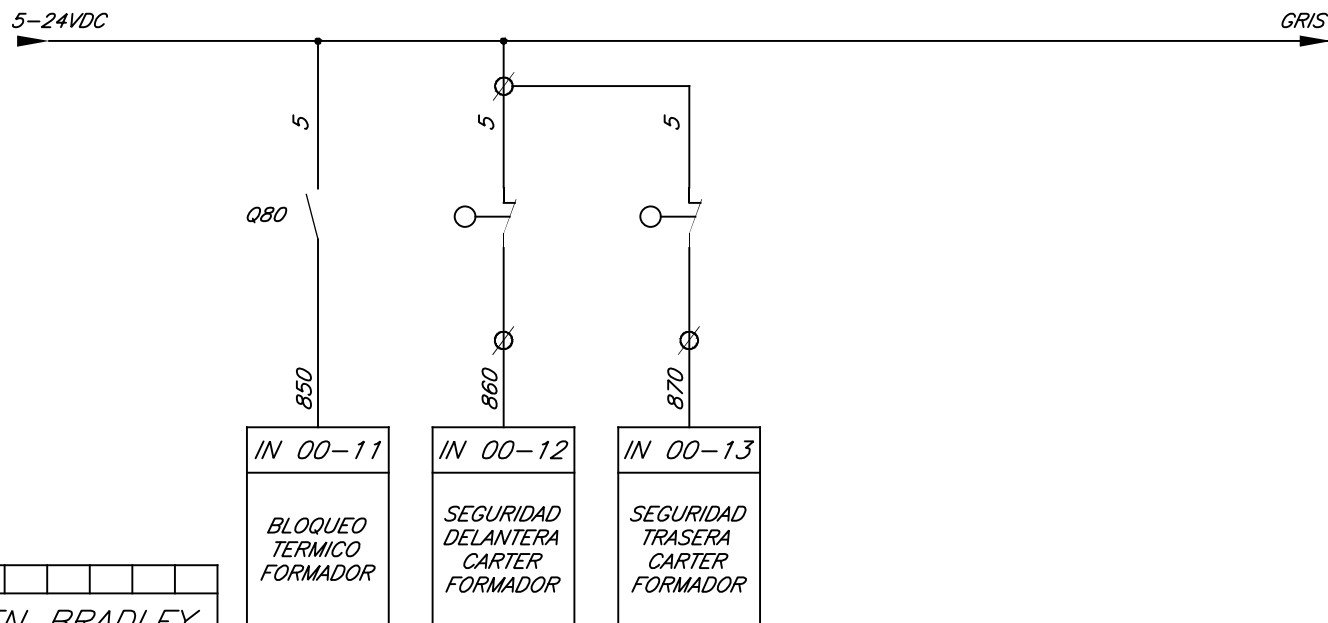 5-24VDC
GRIS
5
5
5
Q80
850
860
870
IN 00-11
IN 00-12
IN 00-13
BLOQUEO
TERMICO
FORMADOR
SEGURIDAD
DELANTERA
CARTER
FORMADOR
SEGURIDAD
TRASERA
CARTER
FORMADOR
BRADLEY